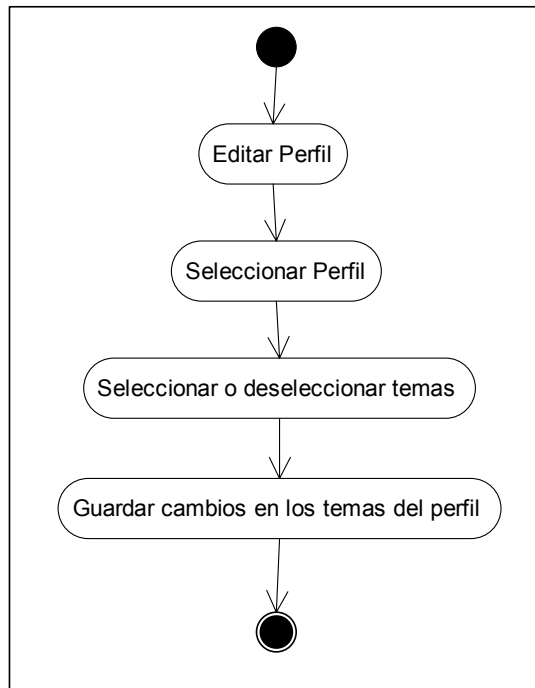 Editar Perfil
Seleccionar Perfil
Seleccionar o deseleccionar temas
Guardar cambios en los temas del perfil